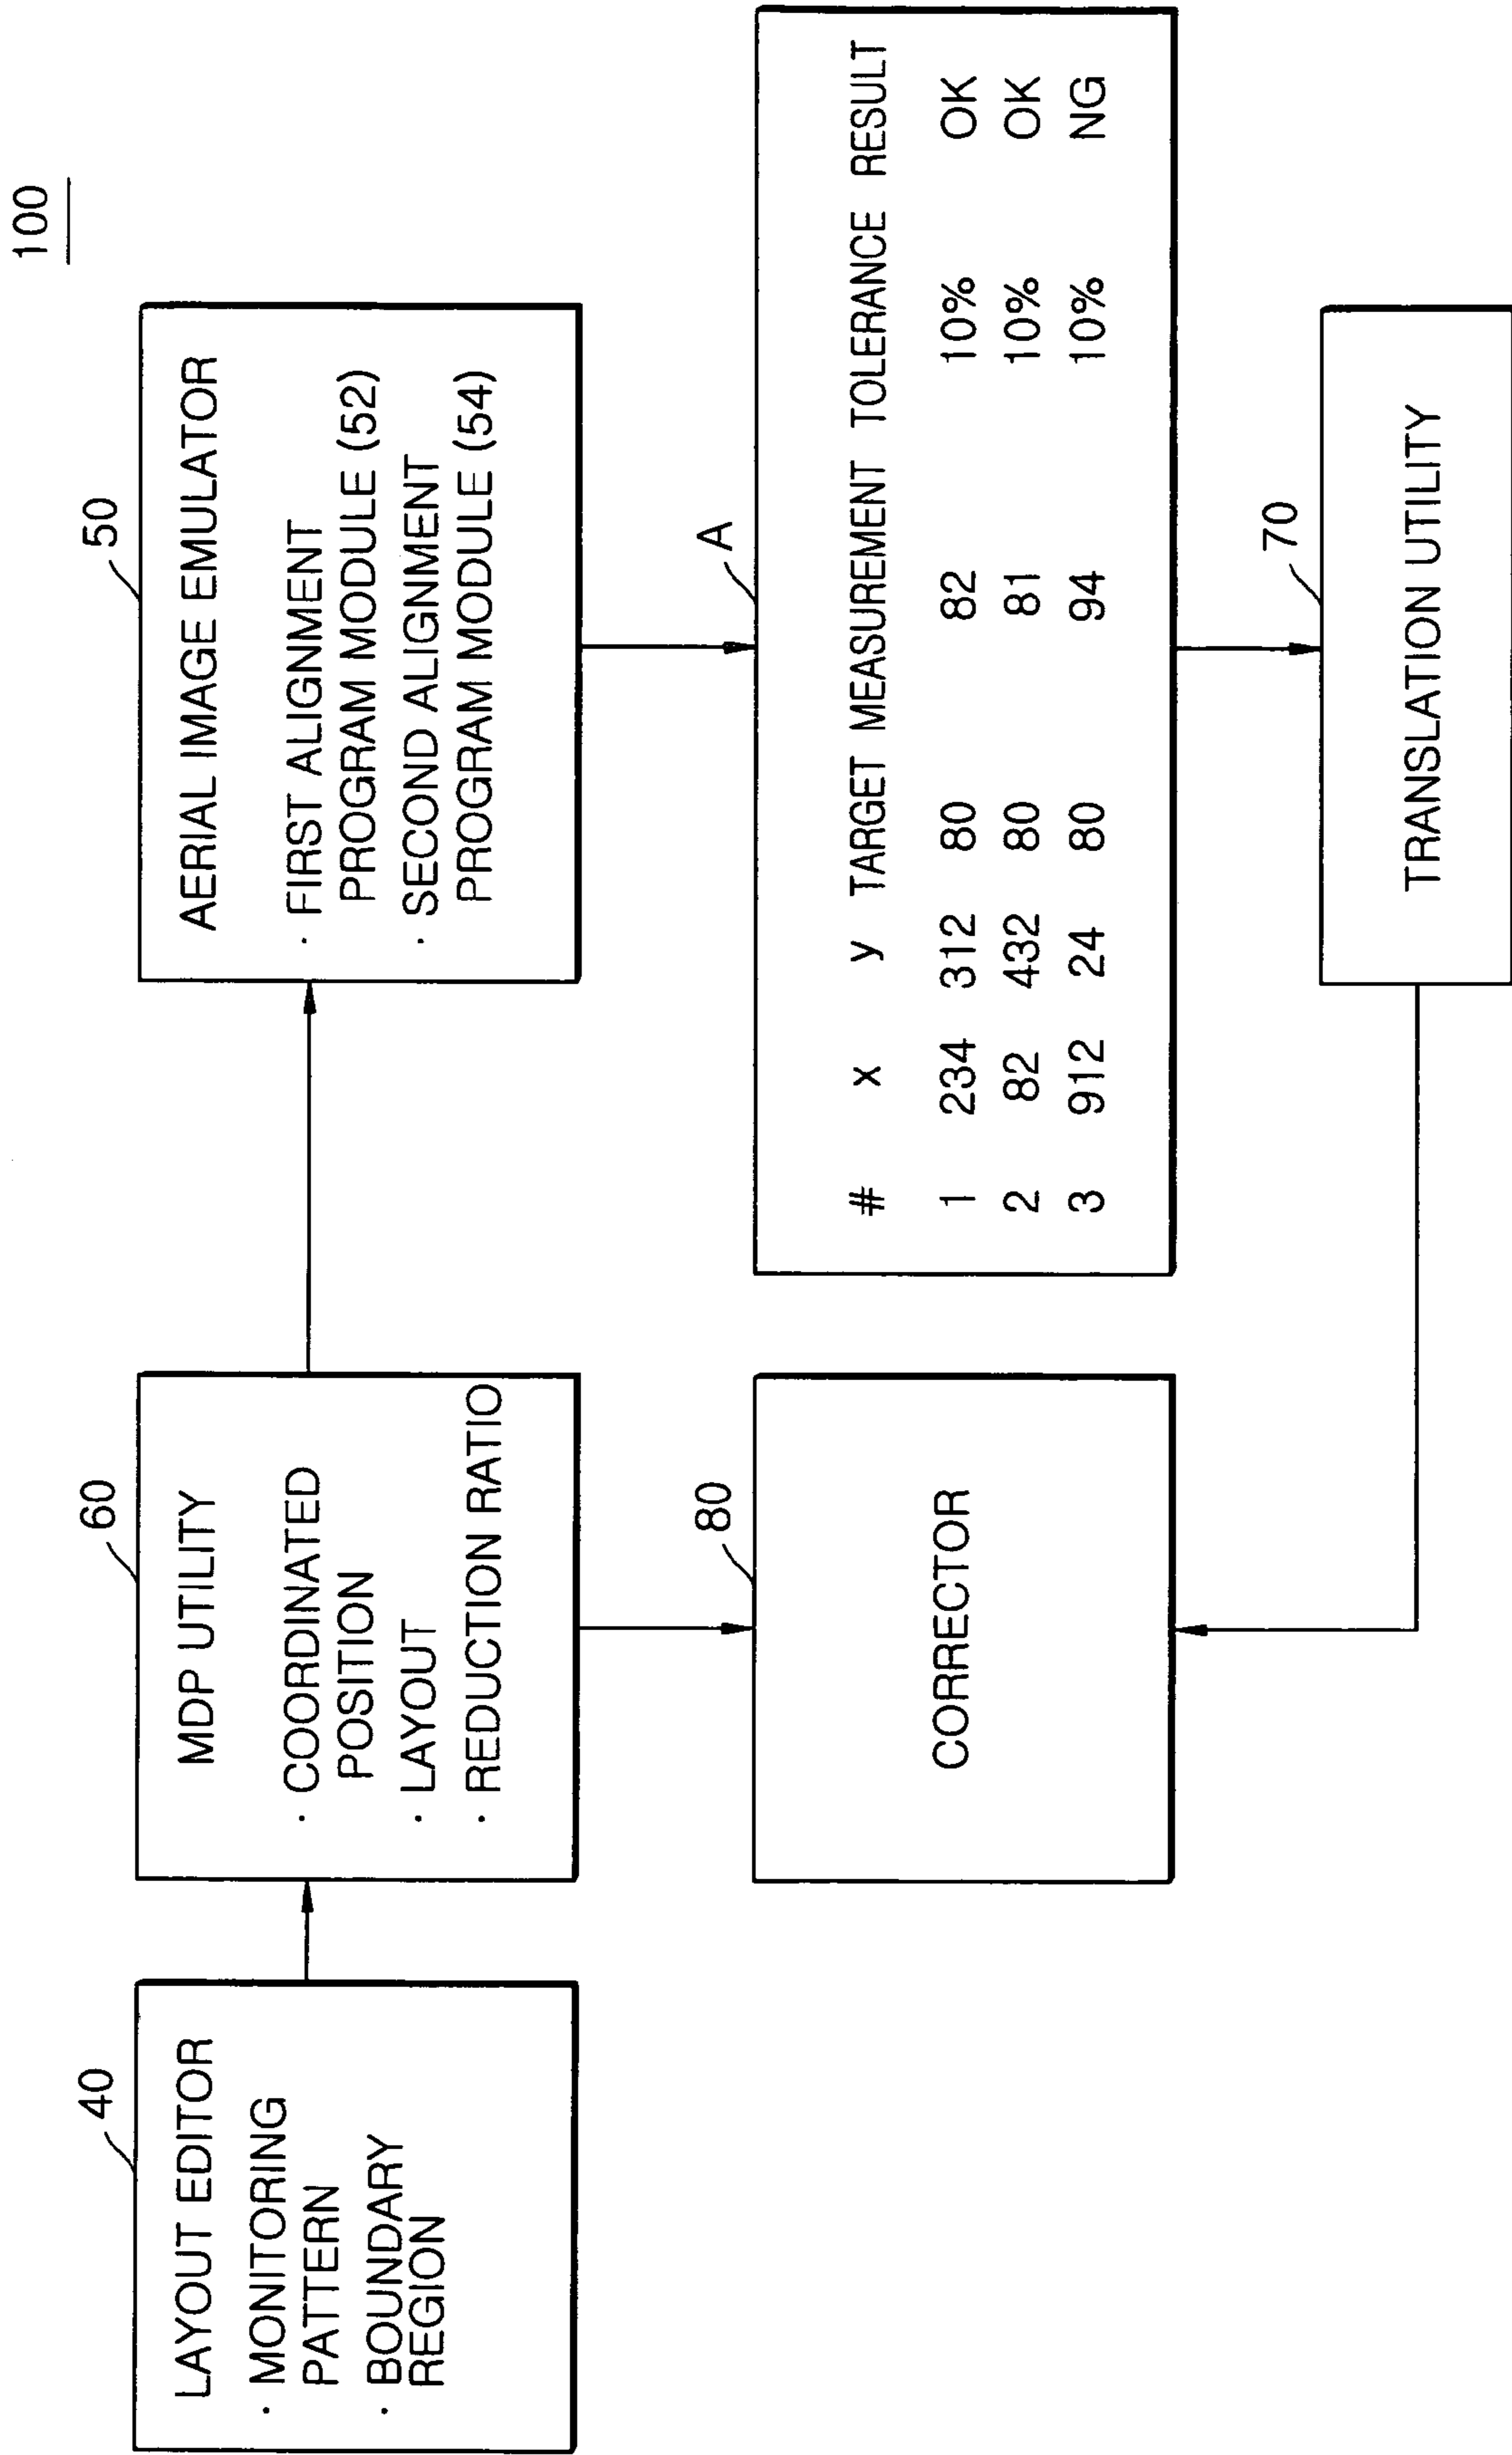 100
40
LAYOUT EDITOR
· MONITORING
PATTERN
· BOUNDARY
REGION
60
MDP UTILITY
· COORDINATED
POSITION
· LAYOUT
· REDUCTION RATIO
50
AERIAL IMAGE EMULATOR
· FIRST ALIGNMENT
PROGRAM MODULE (52)
· SECOND ALIGNMENT
PROGRAM MODULE (54)
80
CORRECTOR
A
# x y TARGET MEASUREMENT TOLERANCE RESULT
1 234 312 80 82 10% OK
2 82 432 80 81 10% OK
3 912 24 80 94 10% NG
70
TRANSLATION UTILITY